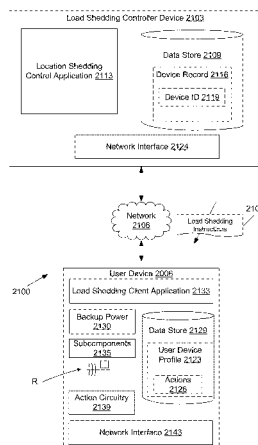 Load Shedding Controller Device 2103
Location Shedding
Control Application 2113
Data Store 2109
Device Record 2116
Device ID 2119
Network Interface 2124
Network
2106
Load Shedding
Instruction
2100
User Device 2006
Load Shedding Client Application 2133
Backup Power
2130
Data Store 2129
Subcomponents
2135
User Device
Profile 2123
R
Actions
2126
Action Circuitry
2139
Network Interface 2143